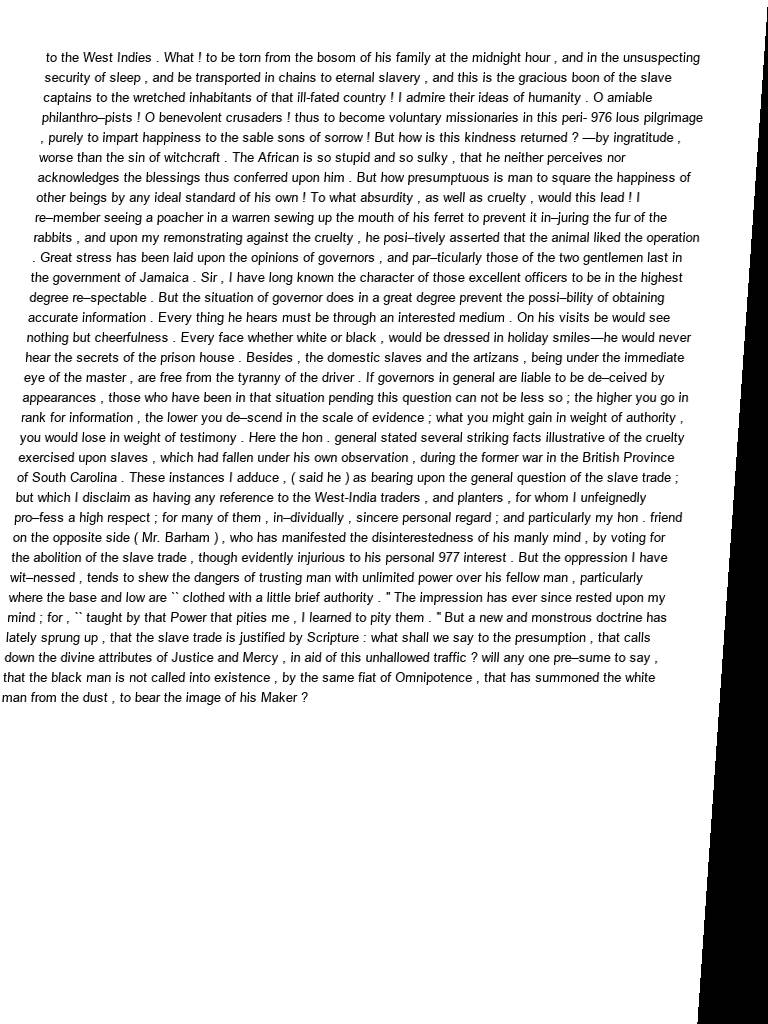 to the West Indies . What ! to be torn from the bosom of his family at the midnight hour , and in the unsuspecting
security of sleep , and be transported in chains to eternal slavery , and this is the gracious boon of the slave
captains to the wretched inhabitants of that ill-fated country ! I admire their ideas of humanity . O amiable
philanthro–pists ! O benevolent crusaders ! thus to become voluntary missionaries in this peri- 976 lous pilgrimage
, purely to impart happiness to the sable sons of sorrow ! But how is this kindness returned ? —by ingratitude ,
worse than the sin of witchcraft . The African is so stupid and so sulky , that he neither perceives nor
acknowledges the blessings thus conferred upon him . But how presumptuous is man to square the happiness of
other beings by any ideal standard of his own ! To what absurdity , as well as cruelty , would this lead ! I
re–member seeing a poacher in a warren sewing up the mouth of his ferret to prevent it in–juring the fur of the
rabbits , and upon my remonstrating against the cruelty , he posi–tively asserted that the animal liked the operation
. Great stress has been laid upon the opinions of governors , and par–ticularly those of the two gentlemen last in
the government of Jamaica . Sir , I have long known the character of those excellent officers to be in the highest
degree re–spectable . But the situation of governor does in a great degree prevent the possi–bility of obtaining
accurate information . Every thing he hears must be through an interested medium . On his visits be would see
nothing but cheerfulness . Every face whether white or black , would be dressed in holiday smiles—he would never
hear the secrets of the prison house . Besides , the domestic slaves and the artizans , being under the immediate
eye of the master , are free from the tyranny of the driver . If governors in general are liable to be de–ceived by
appearances , those who have been in that situation pending this question can not be less so ; the higher you go in
rank for information , the lower you de–scend in the scale of evidence ; what you might gain in weight of authority ,
you would lose in weight of testimony . Here the hon . general stated several striking facts illustrative of the cruelty
exercised upon slaves , which had fallen under his own observation , during the former war in the British Province
of South Carolina . These instances I adduce , ( said he ) as bearing upon the general question of the slave trade ;
but which I disclaim as having any reference to the West-India traders , and planters , for whom I unfeignedly
pro–fess a high respect ; for many of them , in–dividually , sincere personal regard ; and particularly my hon . friend
on the opposite side ( Mr. Barham ) , who has manifested the disinterestedness of his manly mind , by voting for
the abolition of the slave trade , though evidently injurious to his personal 977 interest . But the oppression I have
wit–nessed , tends to shew the dangers of trusting man with unlimited power over his fellow man , particularly
where the base and low are `` clothed with a little brief authority . " The impression has ever since rested upon my
mind ; for , `` taught by that Power that pities me , I learned to pity them . " But a new and monstrous doctrine has
lately sprung up , that the slave trade is justified by Scripture : what shall we say to the presumption , that calls
down the divine attributes of Justice and Mercy , in aid of this unhallowed traffic ? will any one pre–sume to say ,
that the black man is not called into existence , by the same fiat of Omnipotence , that has summoned the white
man from the dust , to bear the image of his Maker ?